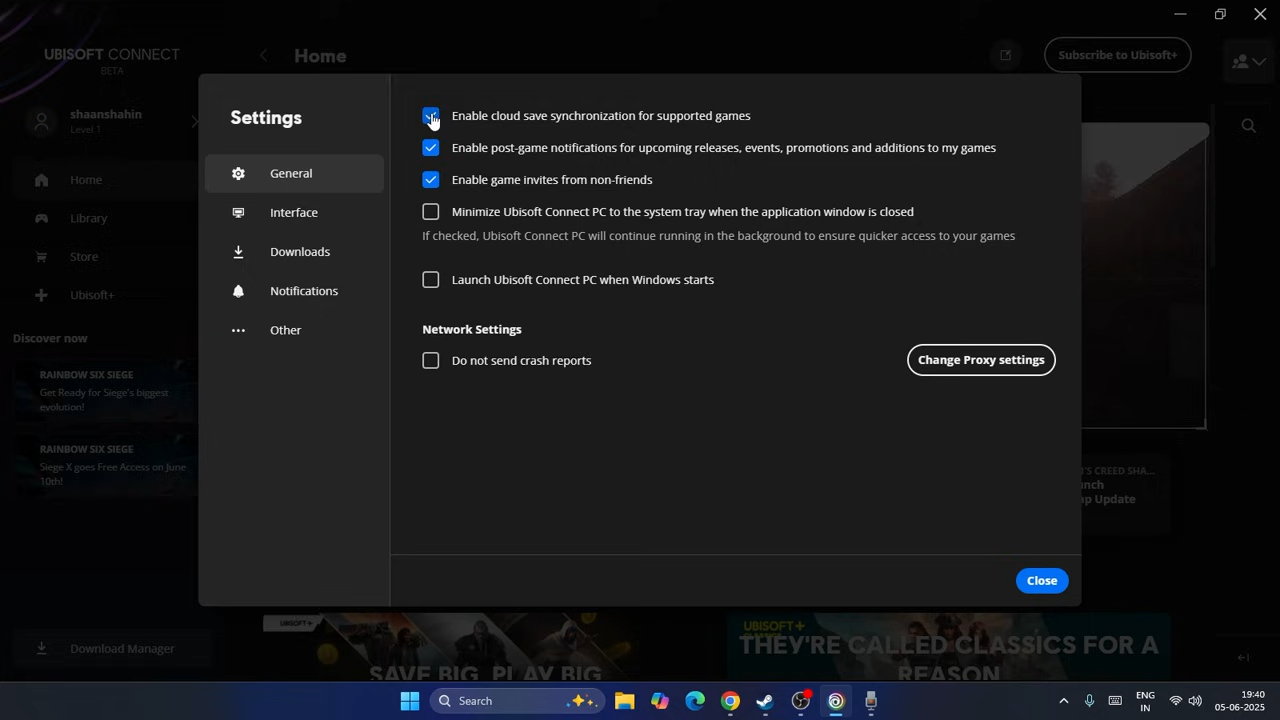 UBISOFT CONNECT
BETA
Home
Subscribe to Ubisoft+
shaanshahin
Level 1
Home
Library
Store
Ubisoft+
Discover now
RAINBOW SIX SIEGE
Get Ready for Siege's biggest
evolution!
RAINBOW SIX SIEGE
Siege X goes Free Access on June
10th!
Download Manager
Settings
General
Interface
Downloads
Notifications
Other
Enable cloud save synchronization for supported games
Enable post-game notifications for upcoming releases, events, promotions and additions to my games
Enable game invites from non-friends
Minimize Ubisoft Connect PC to the system tray when the application window is closed
If checked, Ubisoft Connect PC will continue running in the background to ensure quicker access to your games
Launch Ubisoft Connect PC when Windows starts
Network Settings
Do not send crash reports
Change Proxy settings
Close
'S CREED SHA...
unch
op Update
UBISOFT+
SAVE BIG. PLAY BIG.
UBISOFT+
CLASSICS
THEY'RE CALLED CLASSICS FOR A
REASON
Search
ENG
IN
19:40
05-06-2025